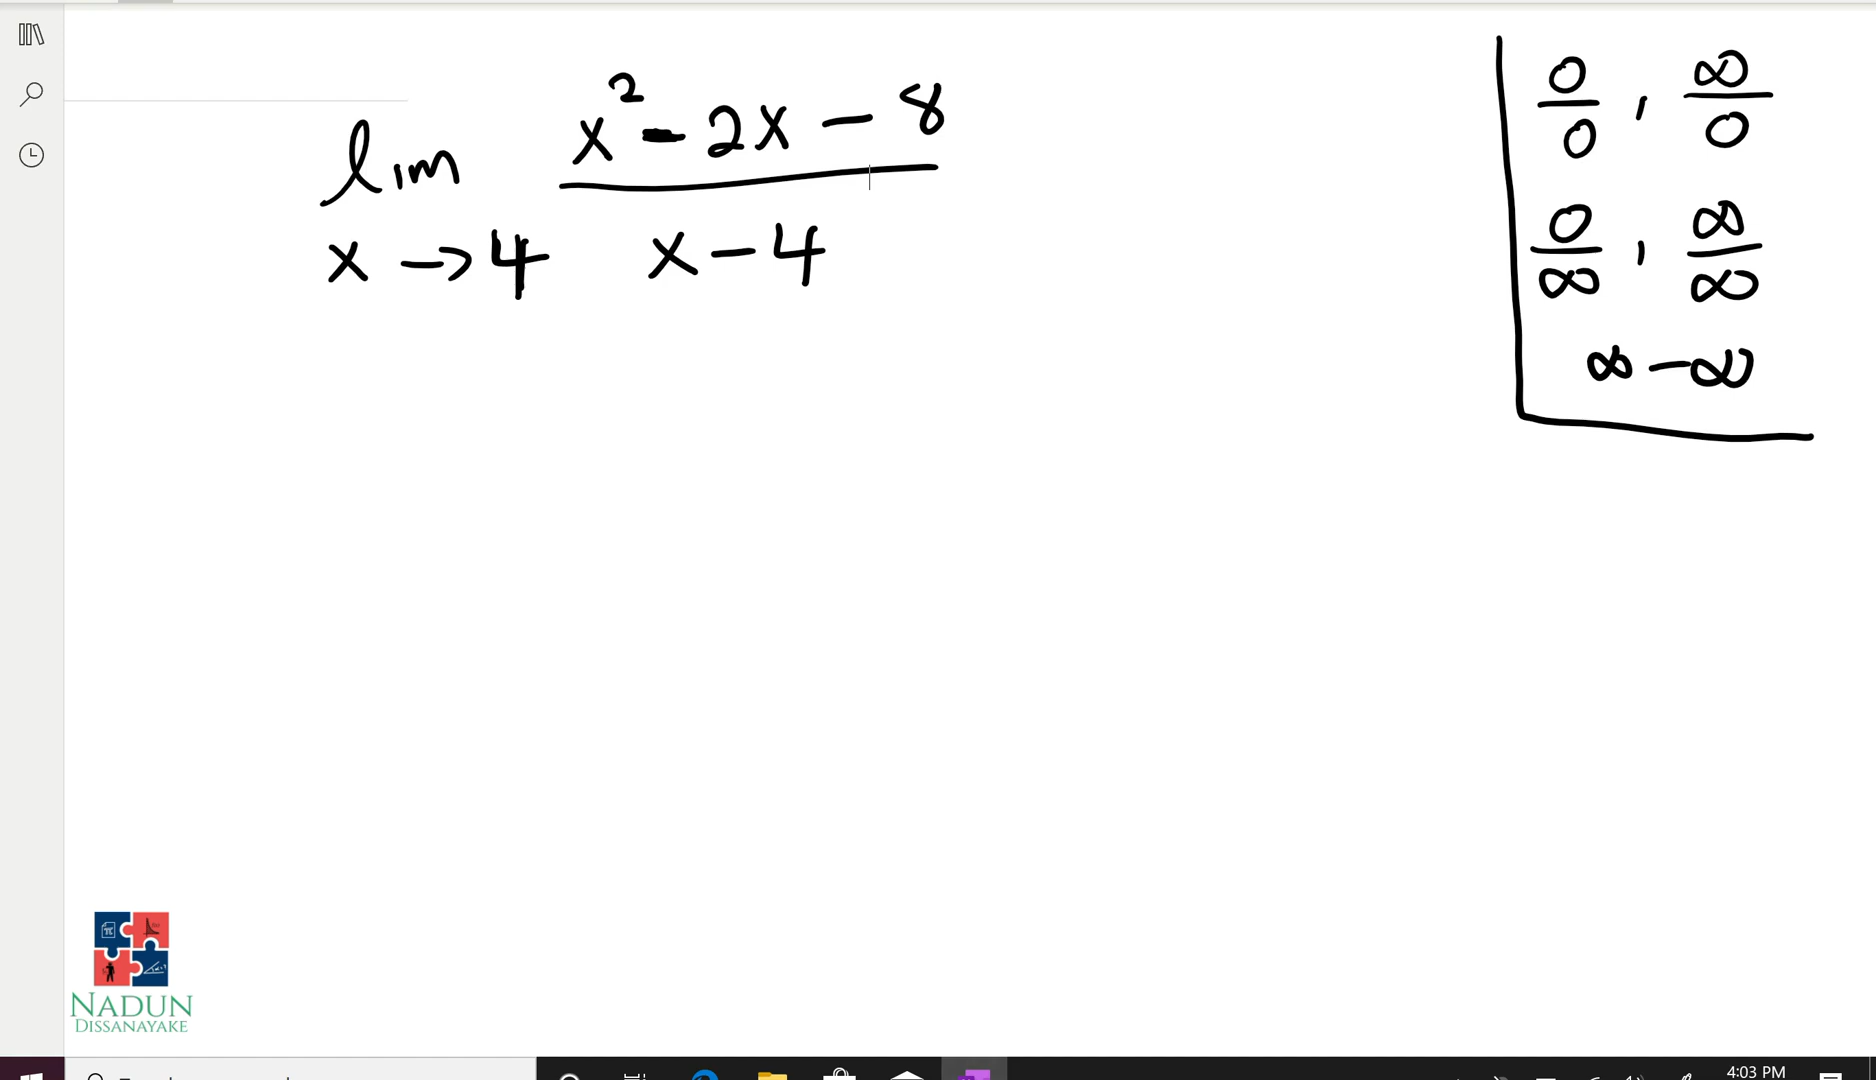 lim x² - 2x - 8
x → 4 x - 4
0/0 , ∞/0
0/∞ , ∞/∞
∞ - ∞
NADUN
DISSANAYAKE
4:03 PM